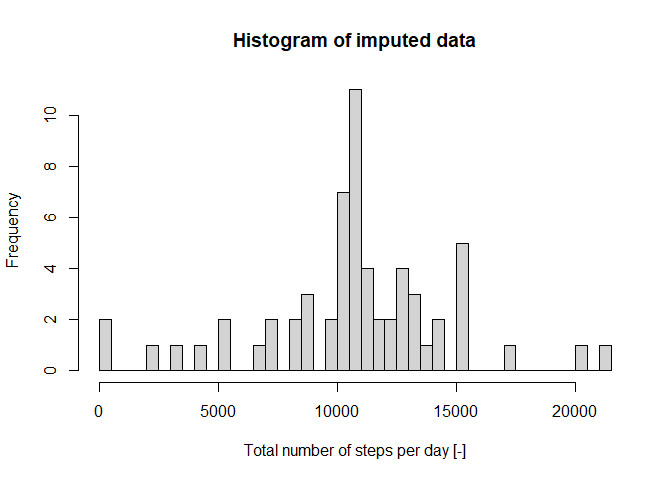 Histogram of imputed data
Frequency
10
8
6
4
2
0
0 5000 10000 15000 20000
Total number of steps per day [-]